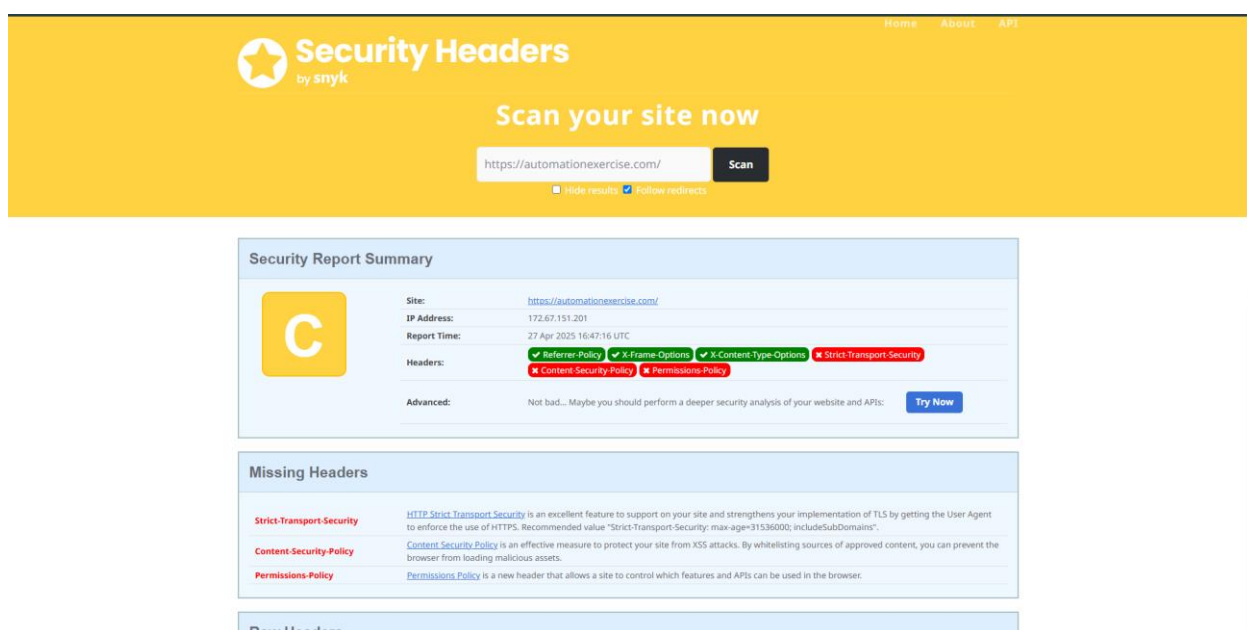 Home About API
Security Headers
by snyk
Scan your site now
https://automationexercise.com/ Scan
Hide results Follow redirects
Security Report Summary
C
Site: https://automationexercise.com/
IP Address: 172.67.151.201
Report Time: 27 Apr 2025 16:47:16 UTC
Headers: Referrer-Policy X-Frame-Options X-Content-Type-Options Strict-Transport-Security
Content-Security-Policy Permissions-Policy
Advanced: Not bad... Maybe you should perform a deeper security analysis of your website and APIs: Try Now
Missing Headers
Strict-Transport-Security HTTP Strict Transport Security is an excellent feature to support on your site and strengthens your implementation of TLS by getting the User Agent
to enforce the use of HTTPS. Recommended value "Strict-Transport-Security: max-age=31536000; includeSubDomains".
Content-Security-Policy Content Security Policy is an effective measure to protect your site from XSS attacks. By whitelisting sources of approved content, you can prevent the
browser from loading malicious assets.
Permissions-Policy Permissions Policy is a new header that allows a site to control which features and APIs can be used in the browser.